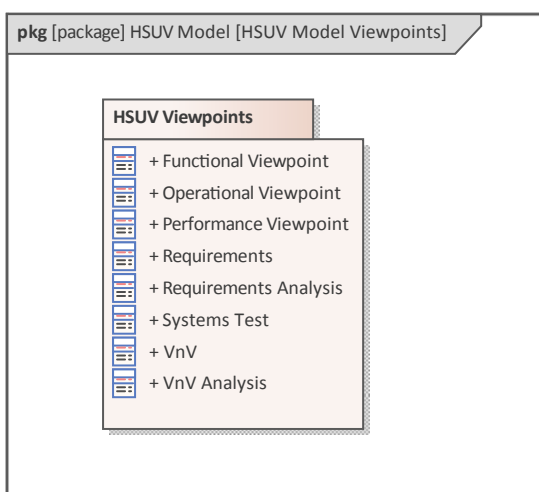 pkg [package] HSUV Model [HSUV Model Viewpoints]
HSUV Viewpoints
+ Functional Viewpoint
+ Operational Viewpoint
+ Performance Viewpoint
+ Requirements
+ Requirements Analysis
+ Systems Test
+ VnV
+ VnV Analysis